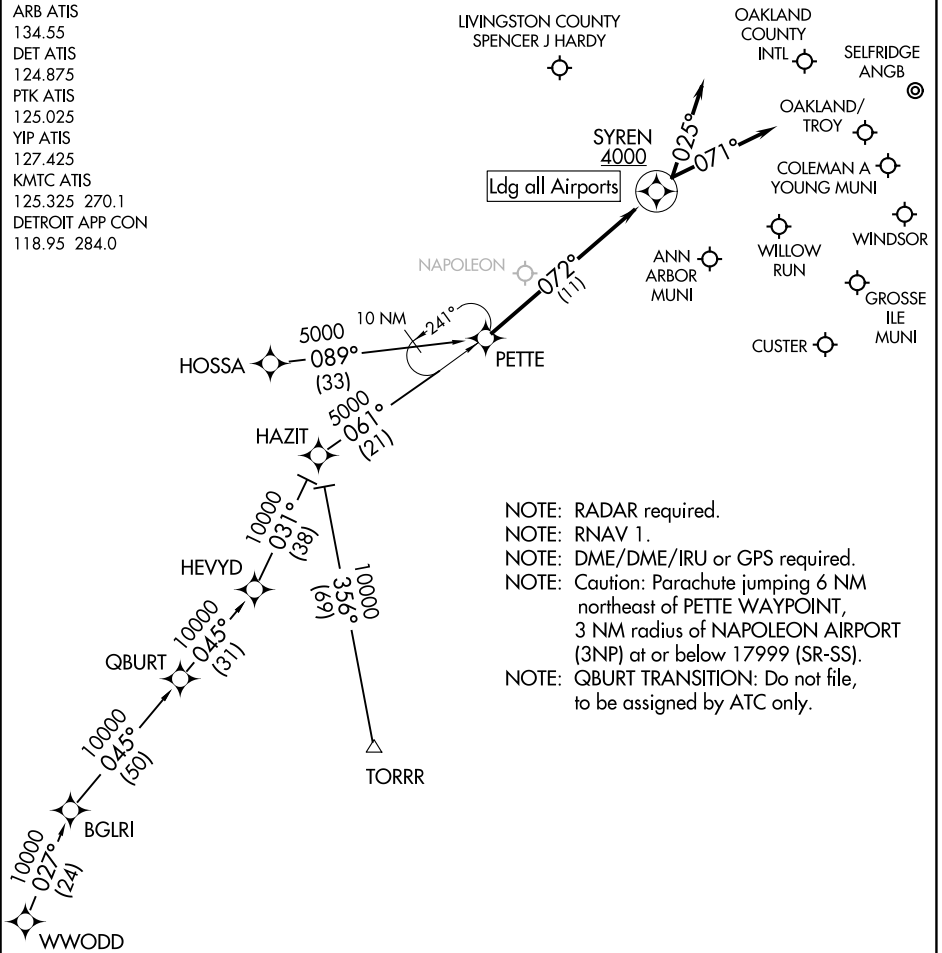 ARB ATIS
134.55
DET ATIS
124.875
PTK ATIS
125.025
YIP ATIS
127.425
KMTC ATIS
125.325 270.1
DETROIT APP CON
118.95 284.0
LIVINGSTON COUNTY
SPENCER J HARDY
OAKLAND
COUNTY
INTL
SELFRIDGE
ANGB
OAKLAND/
TROY
SYREN
4000
025°
071°
COLEMAN A
YOUNG MUNI
Ldg all Airports
WINDSOR
WILLOW
RUN
ANN
ARBOR
MUNI
NAPOLEON
072°
(11)
GROSSE
ILE
MUNI
CUSTER
10 NM
241°
5000
089°
(33)
HOSSA
PETTE
5000
061°
(21)
HAZIT
10000
031°
(38)
HEVYD
10000
356°
(69)
10000
045°
(31)
QBURT
TORRR
10000
045°
(50)
BGLRI
10000
027°
(24)
WWODD
NOTE: RADAR required.
NOTE: RNAV 1.
NOTE: DME/DME/IRU or GPS required.
NOTE: Caution: Parachute jumping 6 NM
northeast of PETTE WAYPOINT,
3 NM radius of NAPOLEON AIRPORT
(3NP) at or below 17999 (SR-SS).
NOTE: QBURT TRANSITION: Do not file,
to be assigned by ATC only.